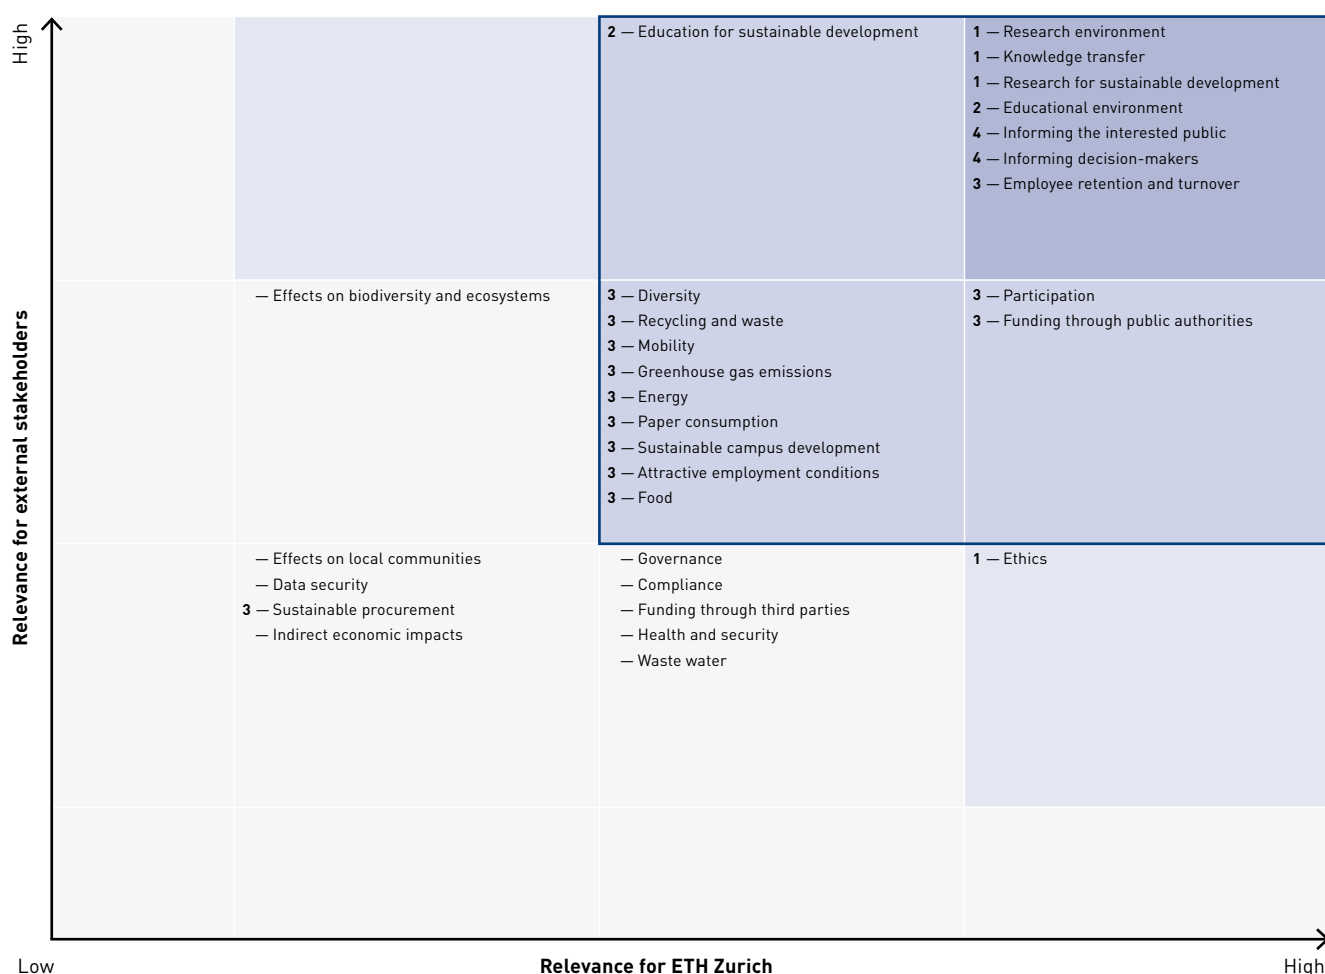 High
Relevance for external stakeholders
2 — Education for sustainable development
1 — Research environment
1 — Knowledge transfer
1 — Research for sustainable development
2 — Educational environment
4 — Informing the interested public
4 — Informing decision-makers
3 — Employee retention and turnover
— Effects on biodiversity and ecosystems
3 — Diversity
3 — Recycling and waste
3 — Mobility
3 — Greenhouse gas emissions
3 — Energy
3 — Paper consumption
3 — Sustainable campus development
3 — Attractive employment conditions
3 — Food
3 — Participation
3 — Funding through public authorities
— Effects on local communities
— Data security
3 — Sustainable procurement
— Indirect economic impacts
— Governance
— Compliance
— Funding through third parties
— Health and security
— Waste water
1 — Ethics
Low
Relevance for ETH Zurich
High